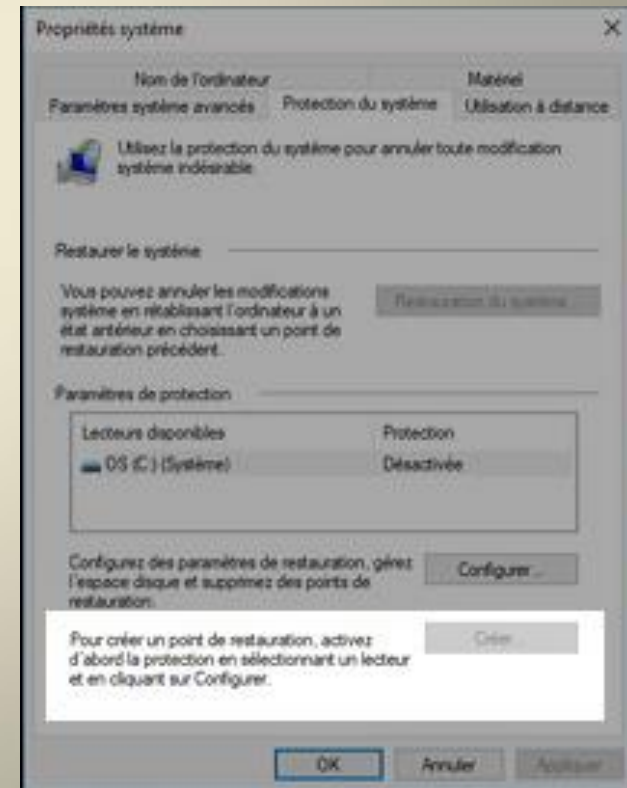 Propriétés système
Nom de l'ordinateur
Matériel
Paramètres système avancés
Protection du système
Utilisation à distance
Utilisez la protection du système pour annuler toute modification
système indésirable.
Restaurer le système
Vous pouvez annuler les modifications
système en rétablissant l'ordinateur à un
état antérieur en choisissant un point de
restauration précédent.
Restauration du système...
Paramètres de protection
Lecteurs disponibles
Protection
OS (C:) (Système)
Désactivée
Configurez des paramètres de restauration, gérez
l'espace disque et supprimez des points de
restauration.
Configurer...
Pour créer un point de restauration, activez
d'abord la protection en sélectionnant un lecteur
et en cliquant sur Configurer.
Créer...
OK
Annuler
Appliquer